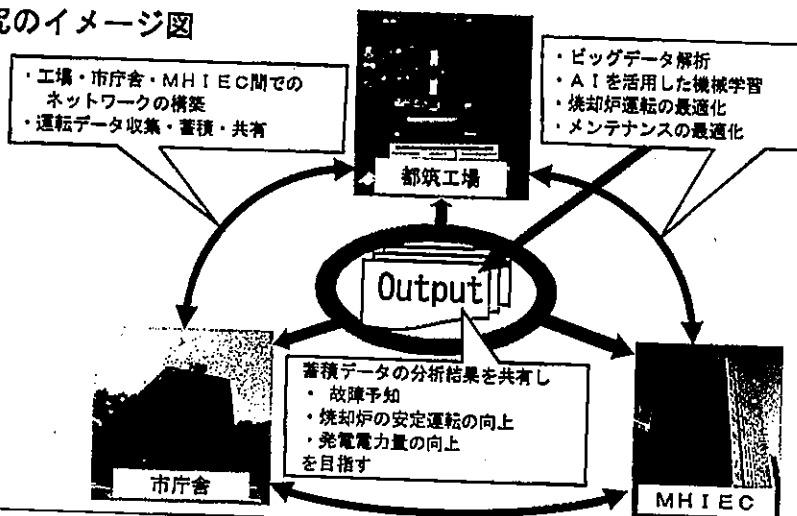 究のイメージ図
・工場・市庁舎・MHIEC間での
ネットワークの構築
・運転データ収集・蓄積・共有
・ビッグデータ解析
・AIを活用した機械学習
・焼却炉運転の最適化
・メンテナンスの最適化
都筑工場
Output
蓄積データの分析結果を共有し
・ 故障予知
・焼却炉の安定運転の向上
・発電電力量の向上
を目指す
市庁舎
MHIEC